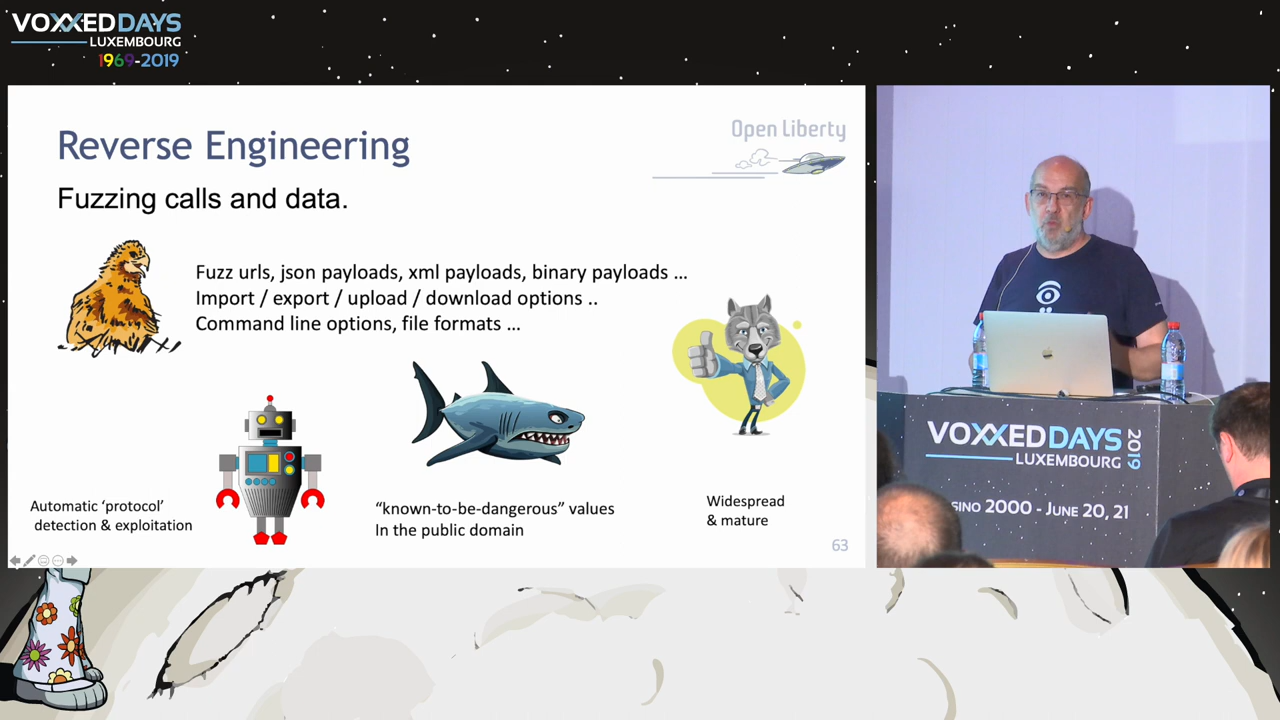 VOXXEDDAYS
LUXEMBOURG
1969-2019
Reverse Engineering
Open Liberty
Fuzzing calls and data.
Fuzz urls, json payloads, xml payloads, binary payloads ...
Import / export / upload / download options ..
Command line options, file formats ...
Automatic ‘protocol’
detection & exploitation
“known-to-be-dangerous” values
In the public domain
Widespread
& mature
63
VOXXEDDAYS
LUXEMBOURG
2019
SINO 2000 - JUNE 20, 21